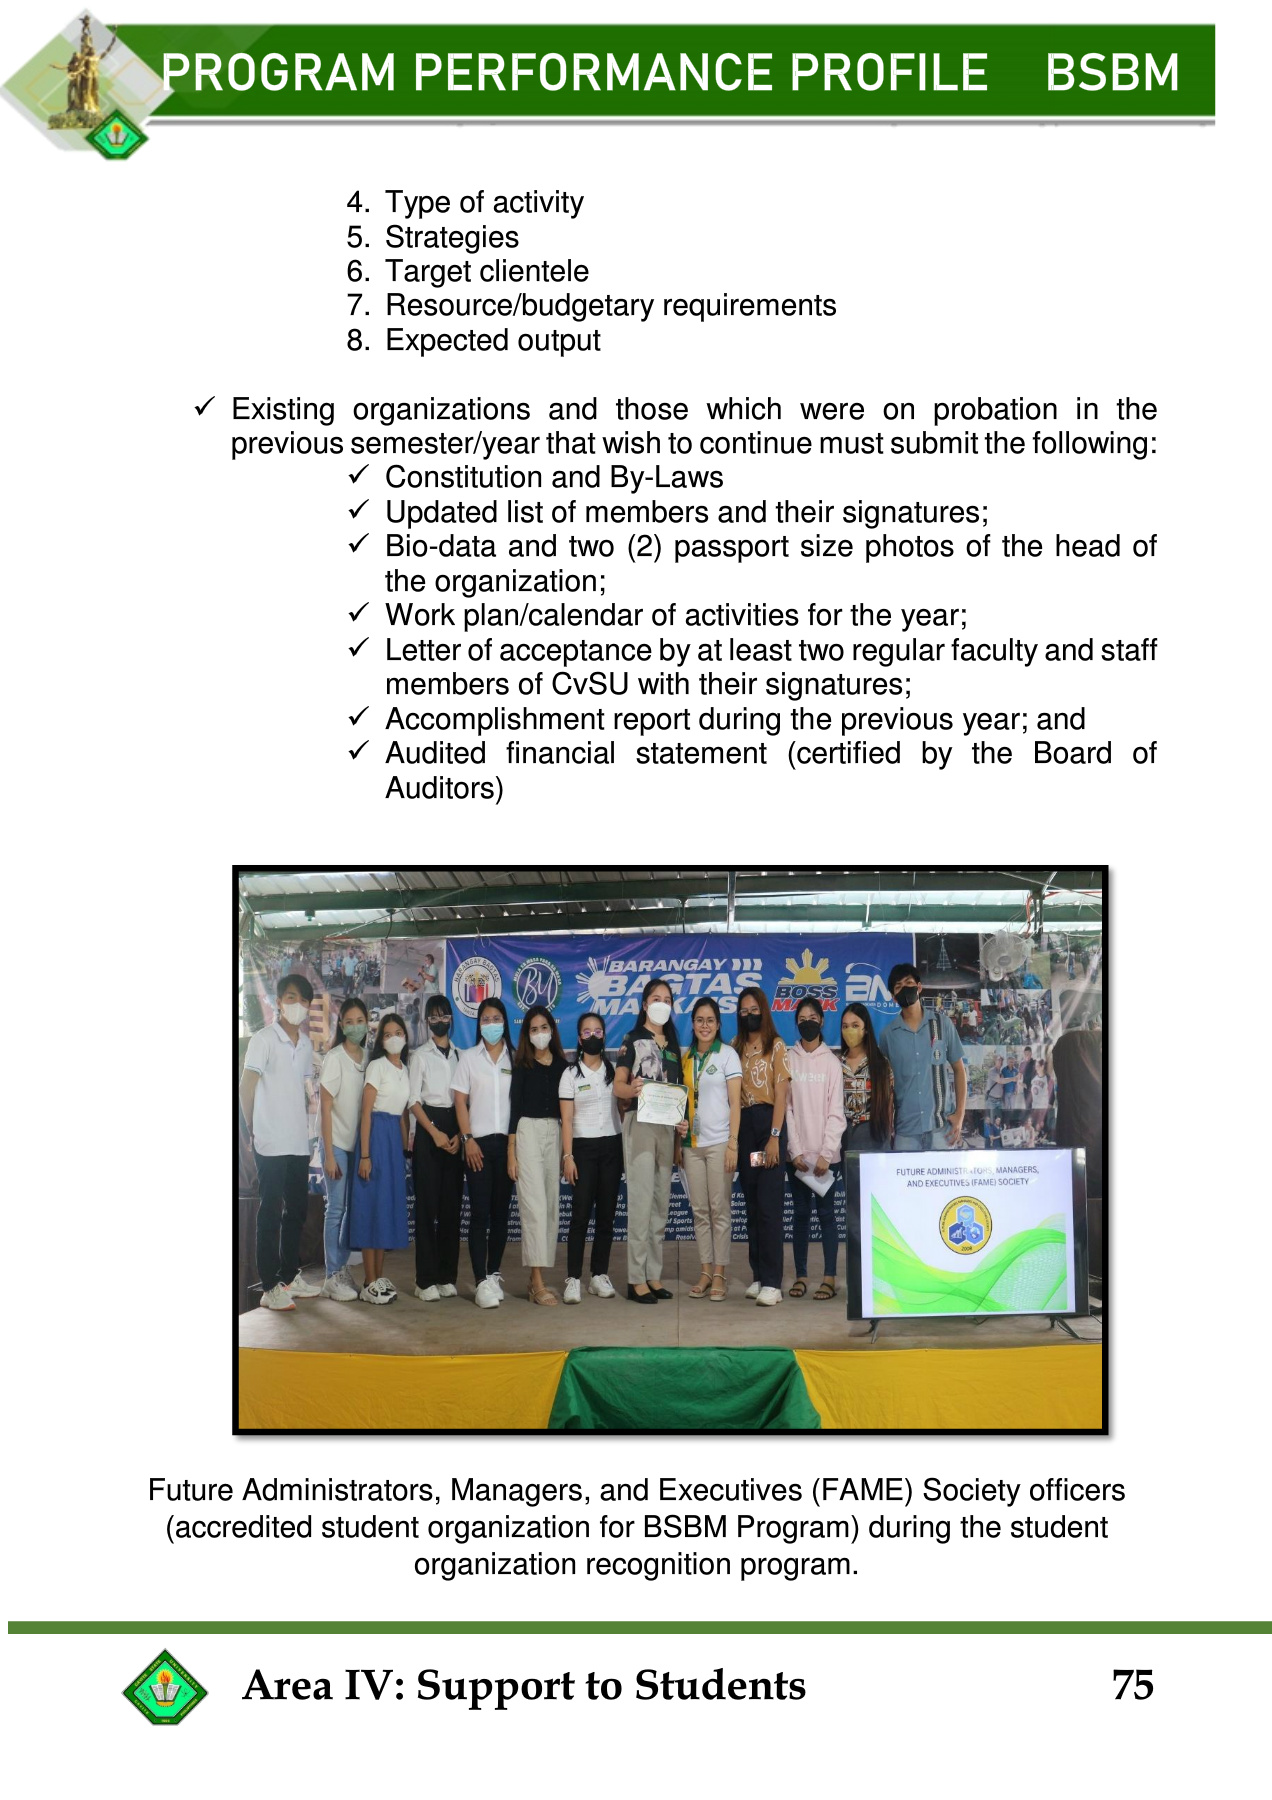 PROGRAM PERFORMANCE PROFILE BSBM
4. Type of activity
5. Strategies
6. Target clientele
7. Resource/budgetary requirements
8. Expected output
✓ Existing organizations and those which were on probation in the
previous semester/year that wish to continue must submit the following:
✓ Constitution and By-Laws
✓ Updated list of members and their signatures;
✓ Bio-data and two (2) passport size photos of the head of
the organization;
✓ Work plan/calendar of activities for the year;
✓ Letter of acceptance by at least two regular faculty and staff
members of CvSU with their signatures;
✓ Accomplishment report during the previous year; and
✓ Audited financial statement (certified by the Board of
Auditors)
BARANGAY
BAGTAS
BOSS
BY
FUTURE ADMINISTRATORS, MANAGERS,
AND EXECUTIVES (FAME) SOCIETY
2008
Future Administrators, Managers, and Executives (FAME) Society officers
(accredited student organization for BSBM Program) during the student
organization recognition program.
Area IV: Support to Students 75